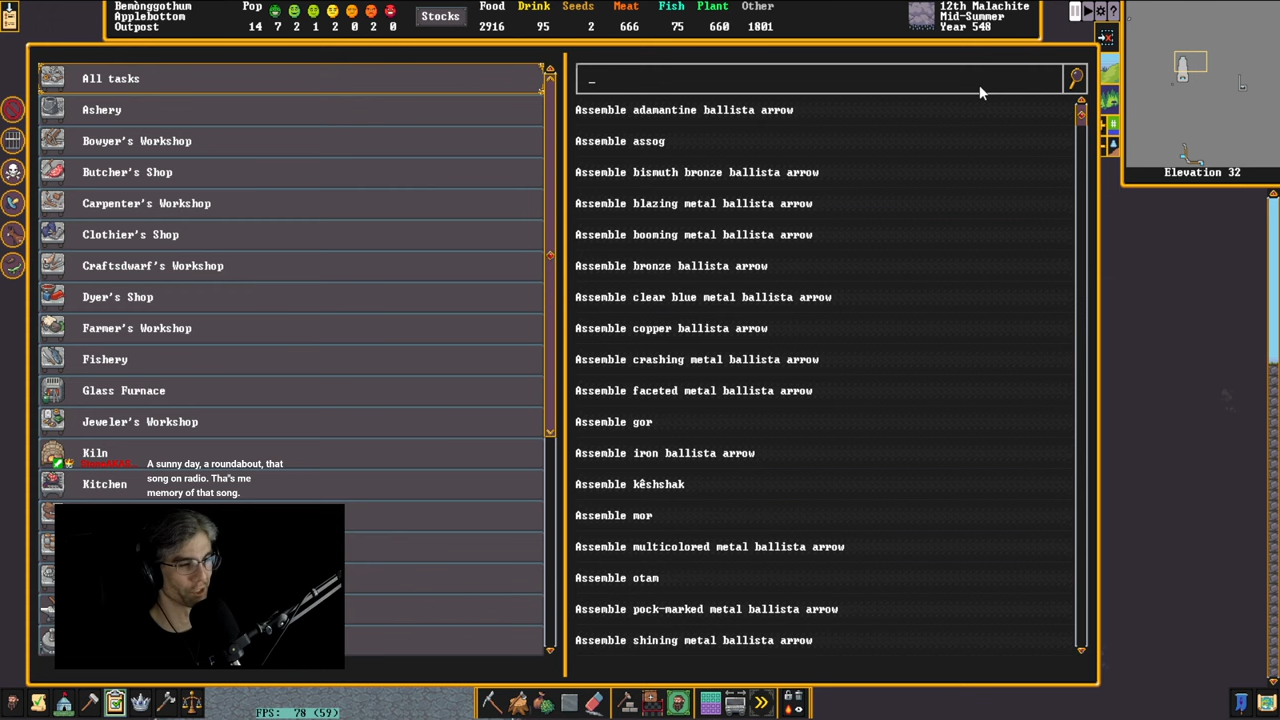 Bemònggothum
Applebottom
Outpost
Pop
14 7 2 1 2 0 2 0
Stocks
Food Drink Seeds Meat Fish Plant Other
2916 95 2 666 75 660 1801
12th Malachite
Mid-Summer
Year 548
Elevation 32
All tasks
Ashery
Bowyer's Workshop
Butcher's Shop
Carpenter's Workshop
Clothier's Shop
Craftsdwarf's Workshop
Dyer's Shop
Farmer's Workshop
Fishery
Glass Furnace
Jeweler's Workshop
Kiln
Kitchen
A sunny day, a roundabout, that
song on radio. Tha's me
memory of that song.
Assemble adamantine ballista arrow
Assemble assog
Assemble bismuth bronze ballista arrow
Assemble blazing metal ballista arrow
Assemble booming metal ballista arrow
Assemble bronze ballista arrow
Assemble clear blue metal ballista arrow
Assemble copper ballista arrow
Assemble crashing metal ballista arrow
Assemble faceted metal ballista arrow
Assemble gor
Assemble iron ballista arrow
Assemble kêshshak
Assemble mor
Assemble multicolored metal ballista arrow
Assemble otam
Assemble pock-marked metal ballista arrow
Assemble shining metal ballista arrow
FPS: 78 (59)